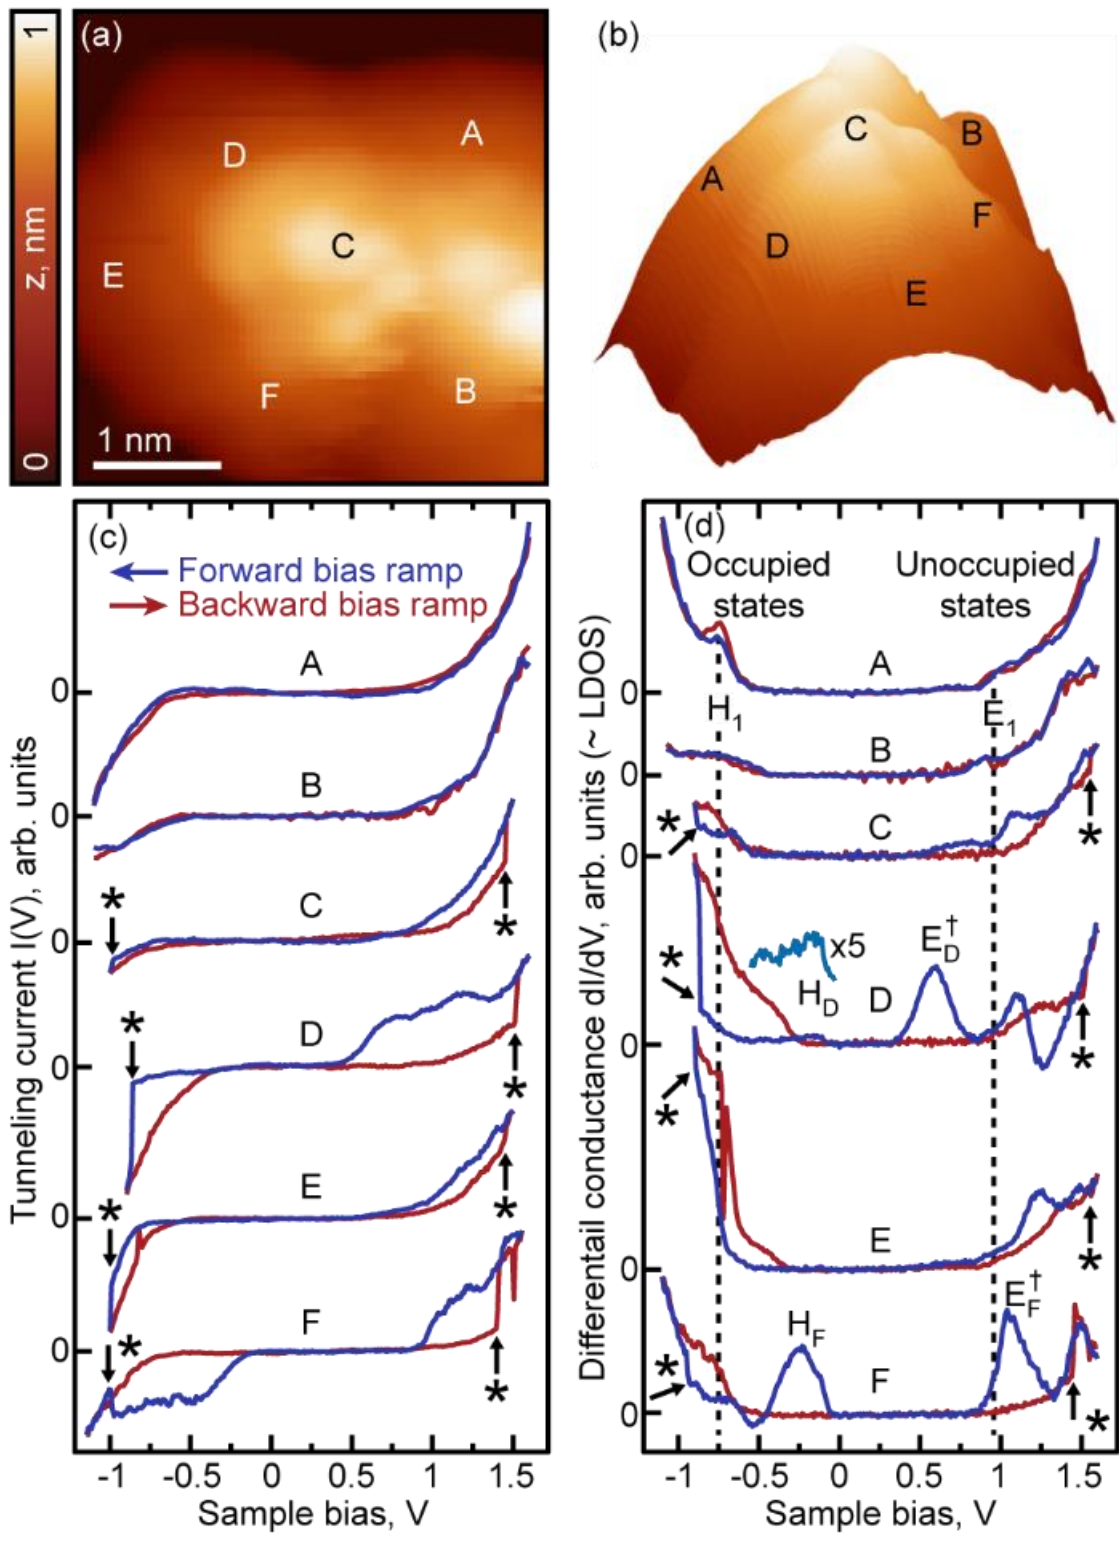 (a)
1
z, nm
0
A
D
C
E
F
B
1 nm
(b)
C
B
A
F
D
E
(c)
Forward bias ramp
Backward bias ramp
Tunneling current I(V), arb. units
A
0
B
0
*
C
0
*
*
D
0
*
*
E
0
*
*
F
0
*
-1
-0.5
0
0.5
1
1.5
Sample bias, V
(d)
Occupied
states
Unoccupied
states
Differentail conductance dI/dV, arb. units (~ LDOS)
A
0
H1
E1
B
0
*
C
0
*
*
x5
HD
ED†
D
0
*
*
E
0
*
HF
EF†
*
F
0
*
-1
-0.5
0
0.5
1
1.5
Sample bias, V